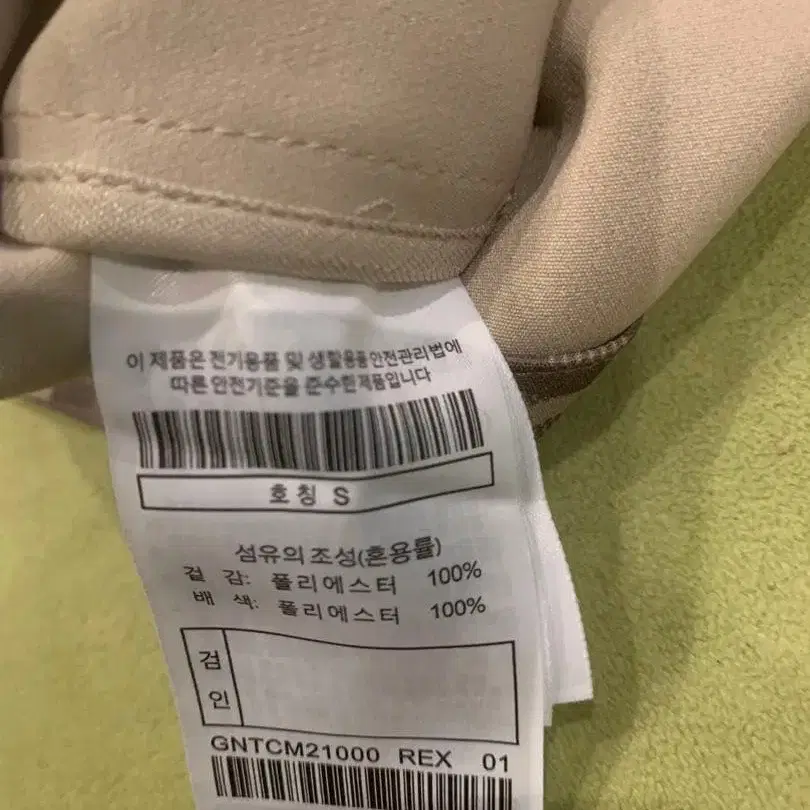 이 제품은 전기용품 및 생활용품안전관리법에
따른 안전기준을 준수한제품입니다
호칭 S
섬유의조성(혼용률)
겉 감: 폴리에스터 100%
배 색: 폴리에스터 100%
검
인
GNTCM21000 REX 01